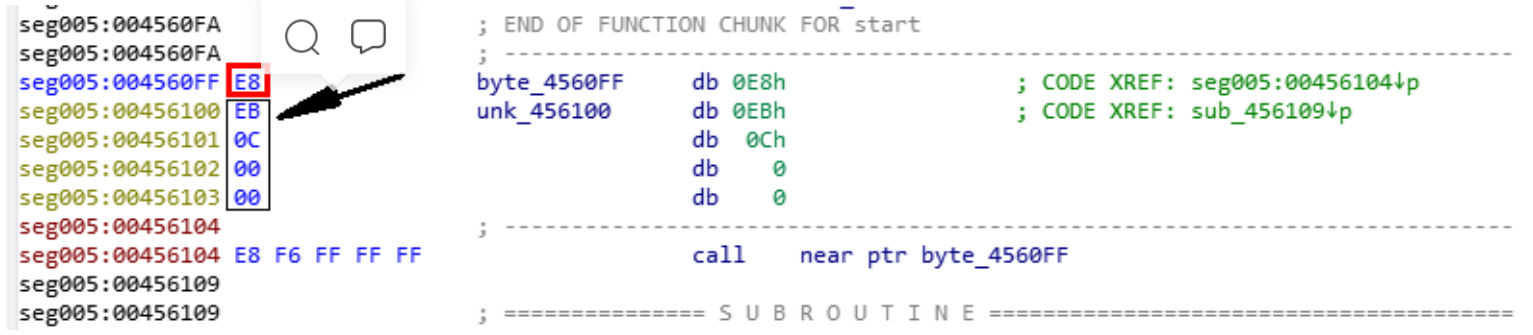 seg005:004560FA ; END OF FUNCTION CHUNK FOR start
seg005:004560FA ; ---------------------------------------------------------------------------
seg005:004560FF E8 byte_4560FF db 0E8h ; CODE XREF: seg005:00456104↓p
seg005:00456100 EB unk_456100 db 0EBh ; CODE XREF: sub_456109↓p
seg005:00456101 0C db 0Ch
seg005:00456102 00 db 0
seg005:00456103 00 db 0
seg005:00456104 ; ---------------------------------------------------------------------------
seg005:00456104 E8 F6 FF FF FF call near ptr byte_4560FF
seg005:00456109
seg005:00456109 ; =============== S U B R O U T I N E =======================================